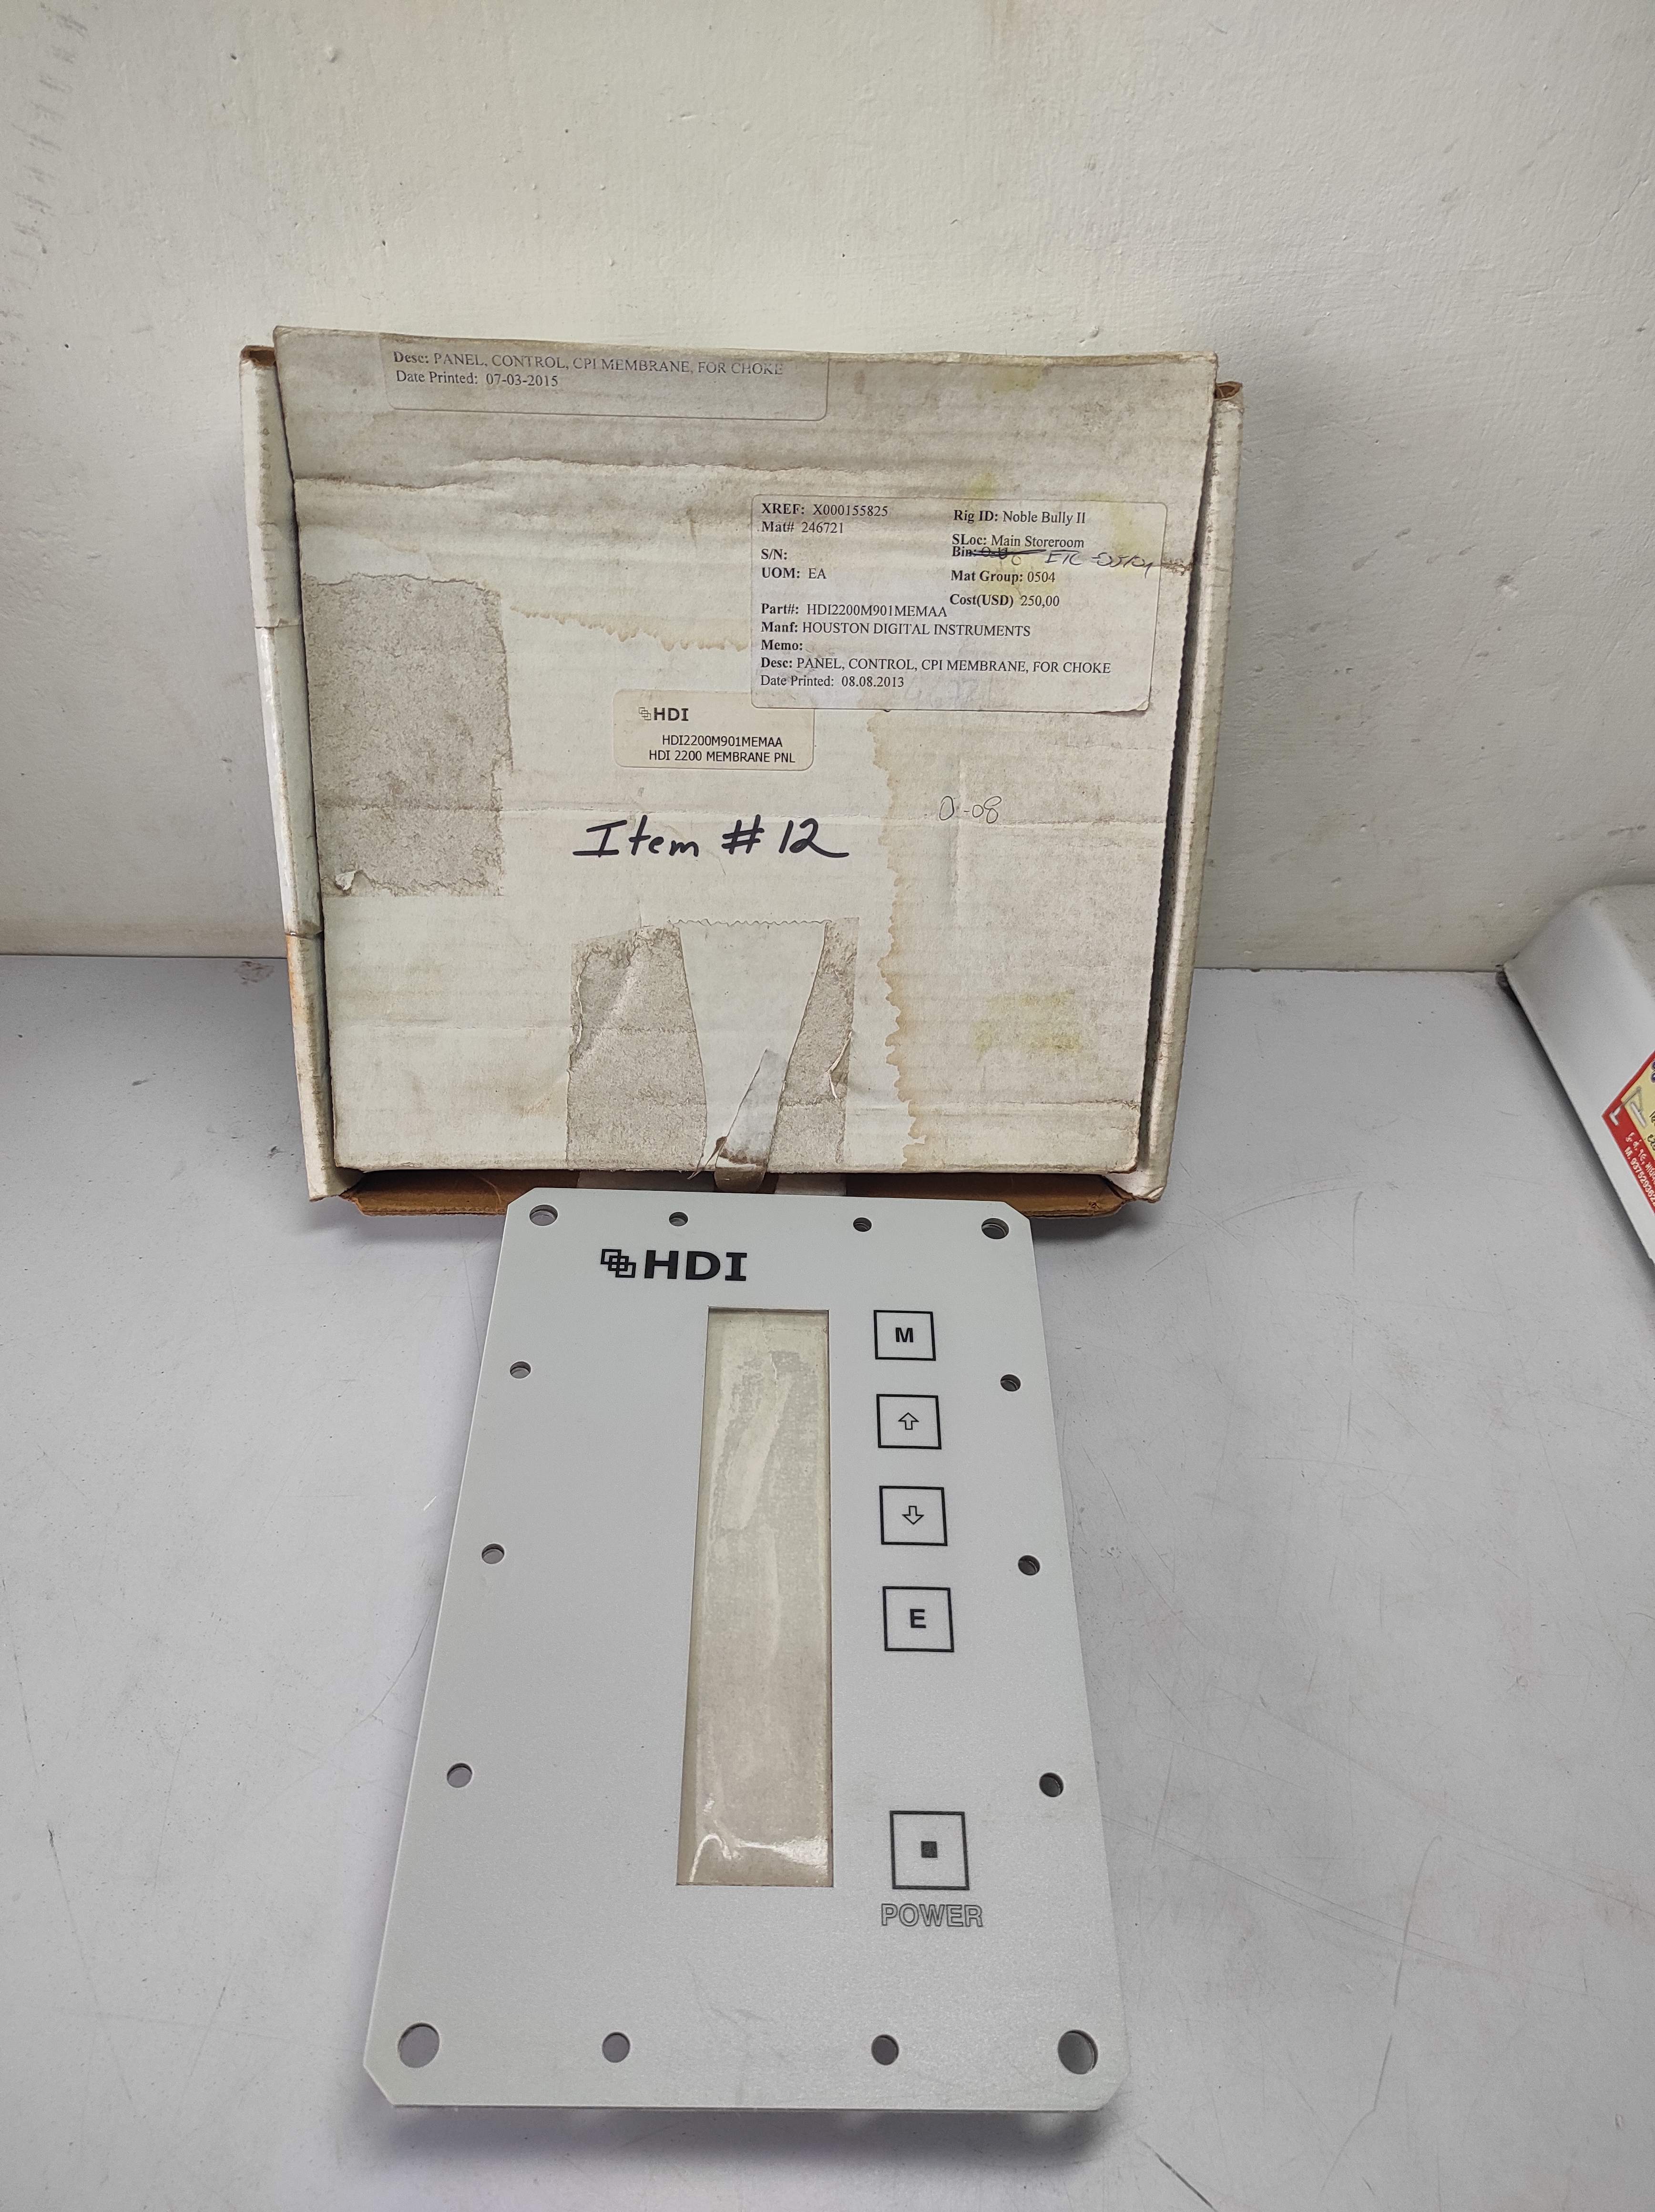 Desc: PANEL, CONTROL, CPI MEMBRANE, FOR CHOKE
Date Printed: 07-03-2015
XREF: X000155825
Mat# 246721
S/N:
UOM: EA
Rig ID: Noble Bully II
SLoc: Main Storeroom
Bin:
Mat Group: 0504
Cost(USD) 250,00
Part#: HDI2200M901MEMAA
Manf: HOUSTON DIGITAL INSTRUMENTS
Memo:
Desc: PANEL, CONTROL, CPI MEMBRANE, FOR CHOKE
Date Printed: 08.08.2013
HDI
HDI2200M901MEMAA
HDI 2200 MEMBRANE PNL
0-08
Item #12
HDI
M
E
POWER